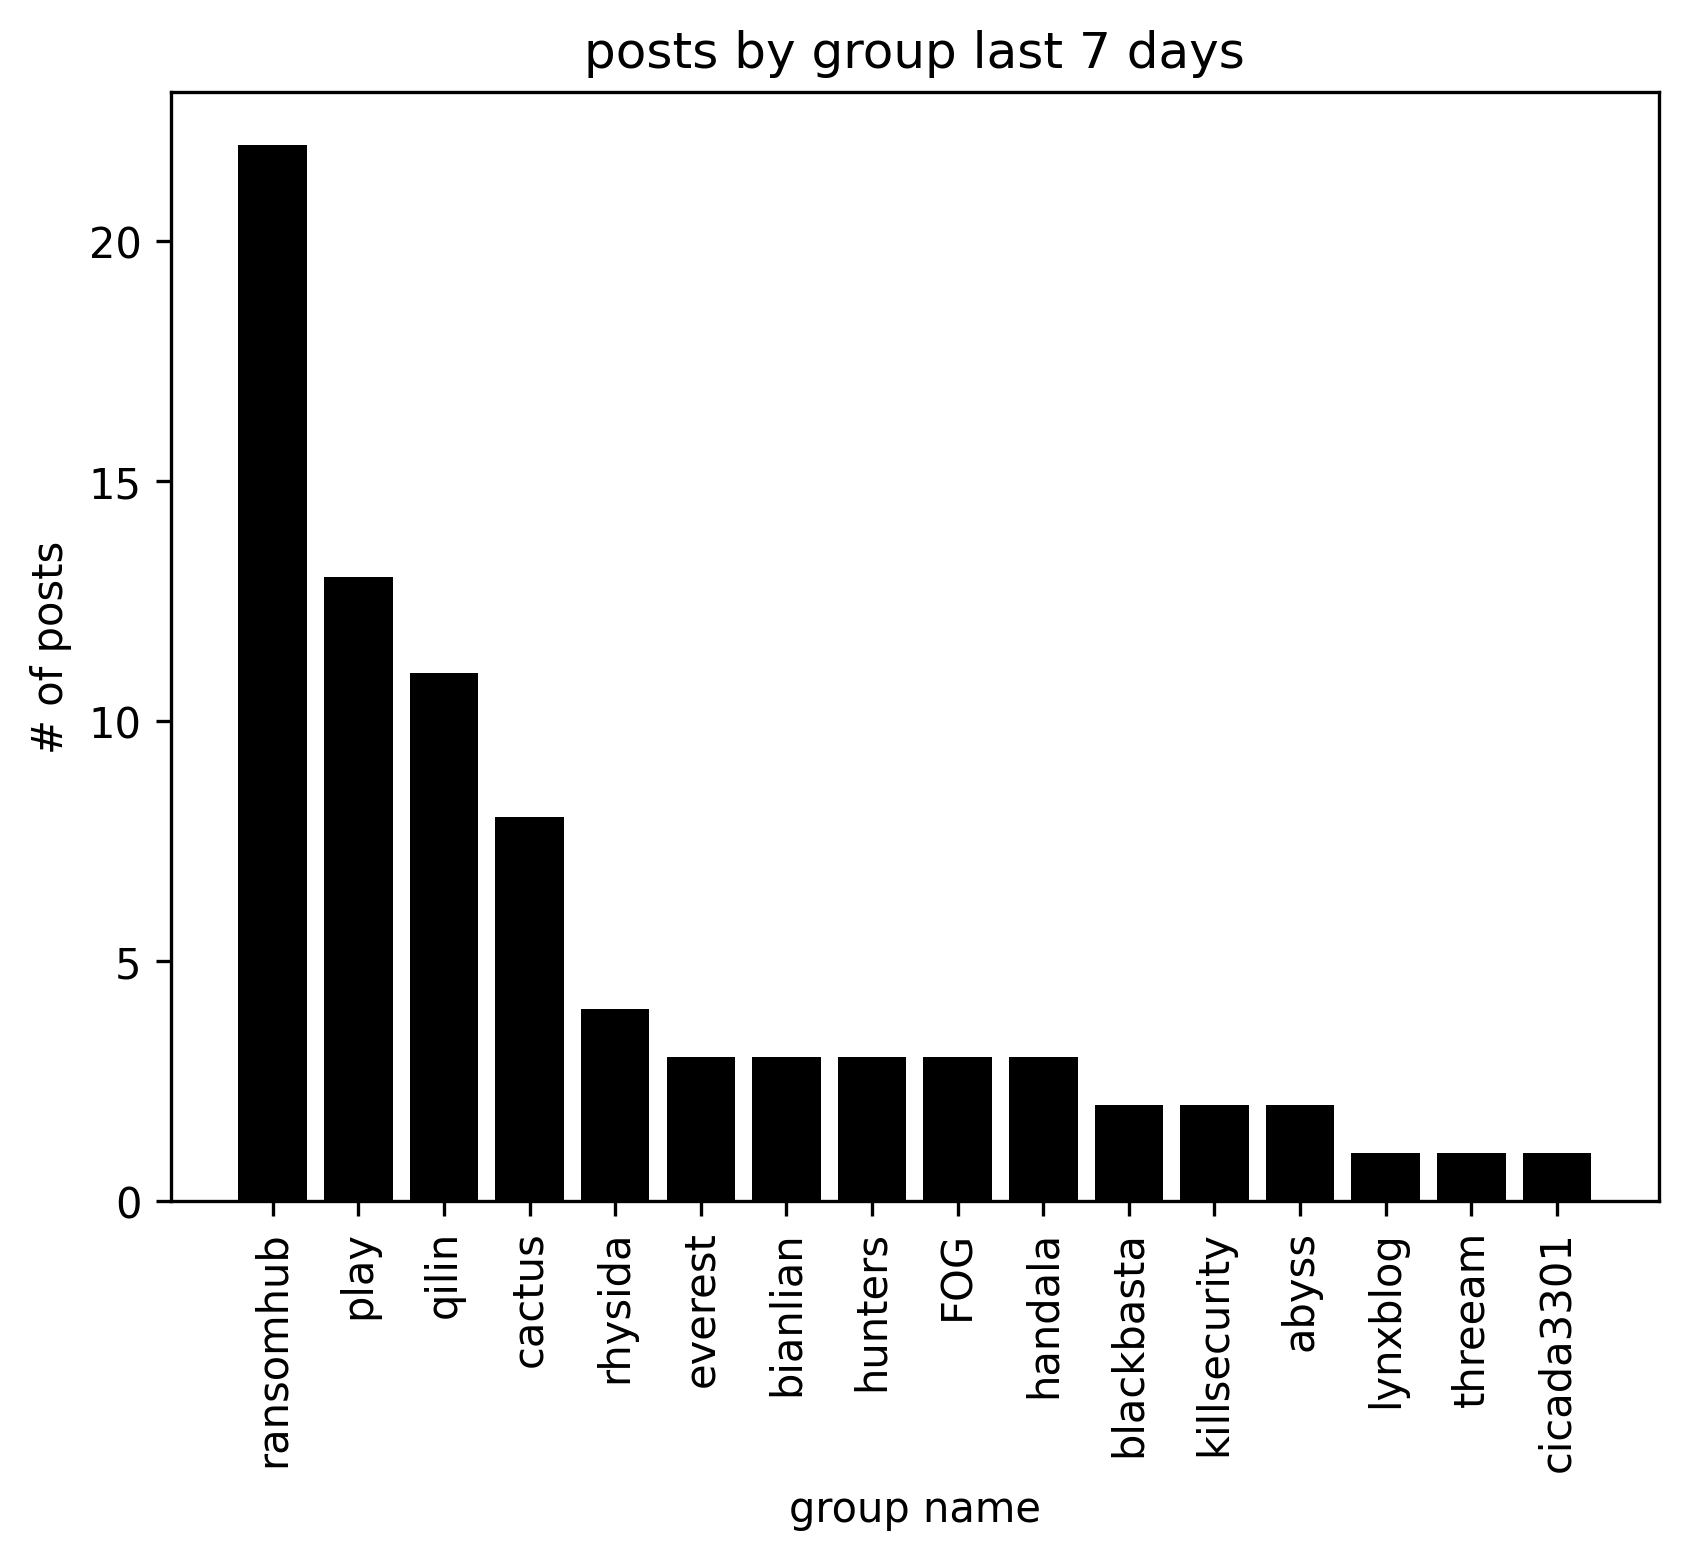 posts by group last 7 days
# of posts
20
15
10
5
0
ransomhub
play
qilin
cactus
rhysida
everest
bianlian
hunters
FOG
handala
blackbasta
killsecurity
abyss
lynxblog
threeam
cicada3301
group name